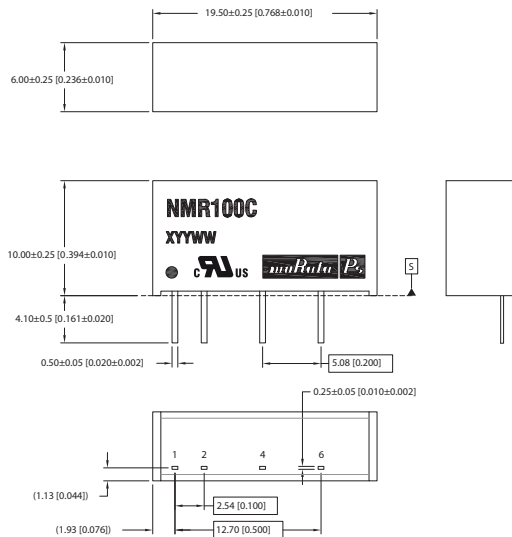 19.50±0.25 [0.768±0.010]
6.00±0.25 [0.236±0.010]
NMR100C
XYYWW
C UR US
muRata Ps
10.00±0.25 [0.394±0.010]
S
4.10±0.5 [0.161±0.020]
0.50±0.05 [0.020±0.002]
5.08 [0.200]
0.25±0.05 [0.010±0.002]
1 2 4 6
(1.13 [0.044])
2.54 [0.100]
(1.93 [0.076])
12.70 [0.500]